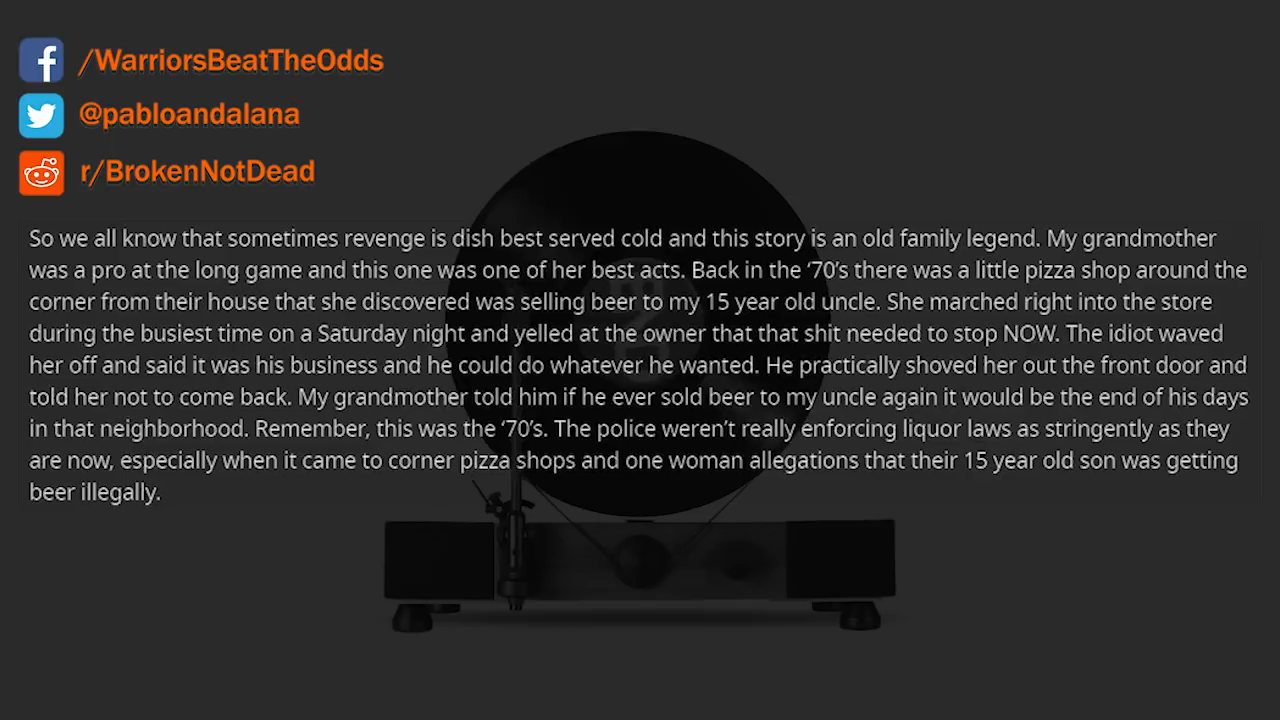 /WarriorsBeatTheOdds
@pabloandalana
r/BrokenNotDead
So we all know that sometimes revenge is dish best served cold and this story is an old family legend. My grandmother
was a pro at the long game and this one was one of her best acts. Back in the ‘70’s there was a little pizza shop around the
corner from their house that she discovered was selling beer to my 15 year old uncle. She marched right into the store
during the busiest time on a Saturday night and yelled at the owner that that shit needed to stop NOW. The idiot waved
her off and said it was his business and he could do whatever he wanted. He practically shoved her out the front door and
told her not to come back. My grandmother told him if he ever sold beer to my uncle again it would be the end of his days
in that neighborhood. Remember, this was the ‘70’s. The police weren’t really enforcing liquor laws as stringently as they
are now, especially when it came to corner pizza shops and one woman allegations that their 15 year old son was getting
beer illegally.